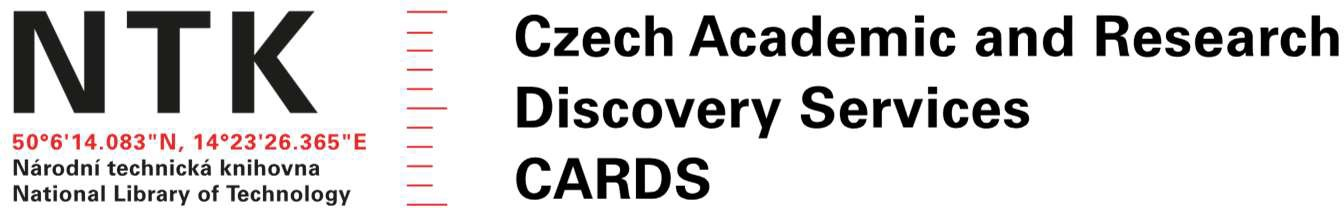 NTK
50°6'14.083"N, 14°23'26.365"E
Národní technická knihovna
National Library of Technology
Czech Academic and Research
Discovery Services
CARDS